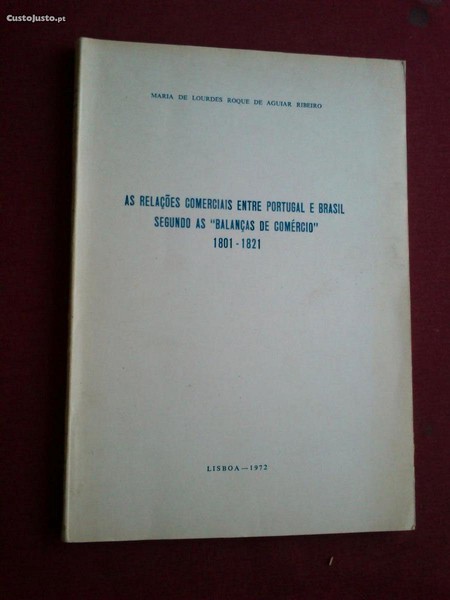 CustoJusto.pt
MARIA DE LOURDES ROQUE DE AGUIAR RIBEIRO
AS RELAÇÕES COMERCIAIS ENTRE PORTUGAL E BRASIL
SEGUNDO AS "BALANÇAS DE COMÉRCIO"
1801-1821
LISBOA—1972